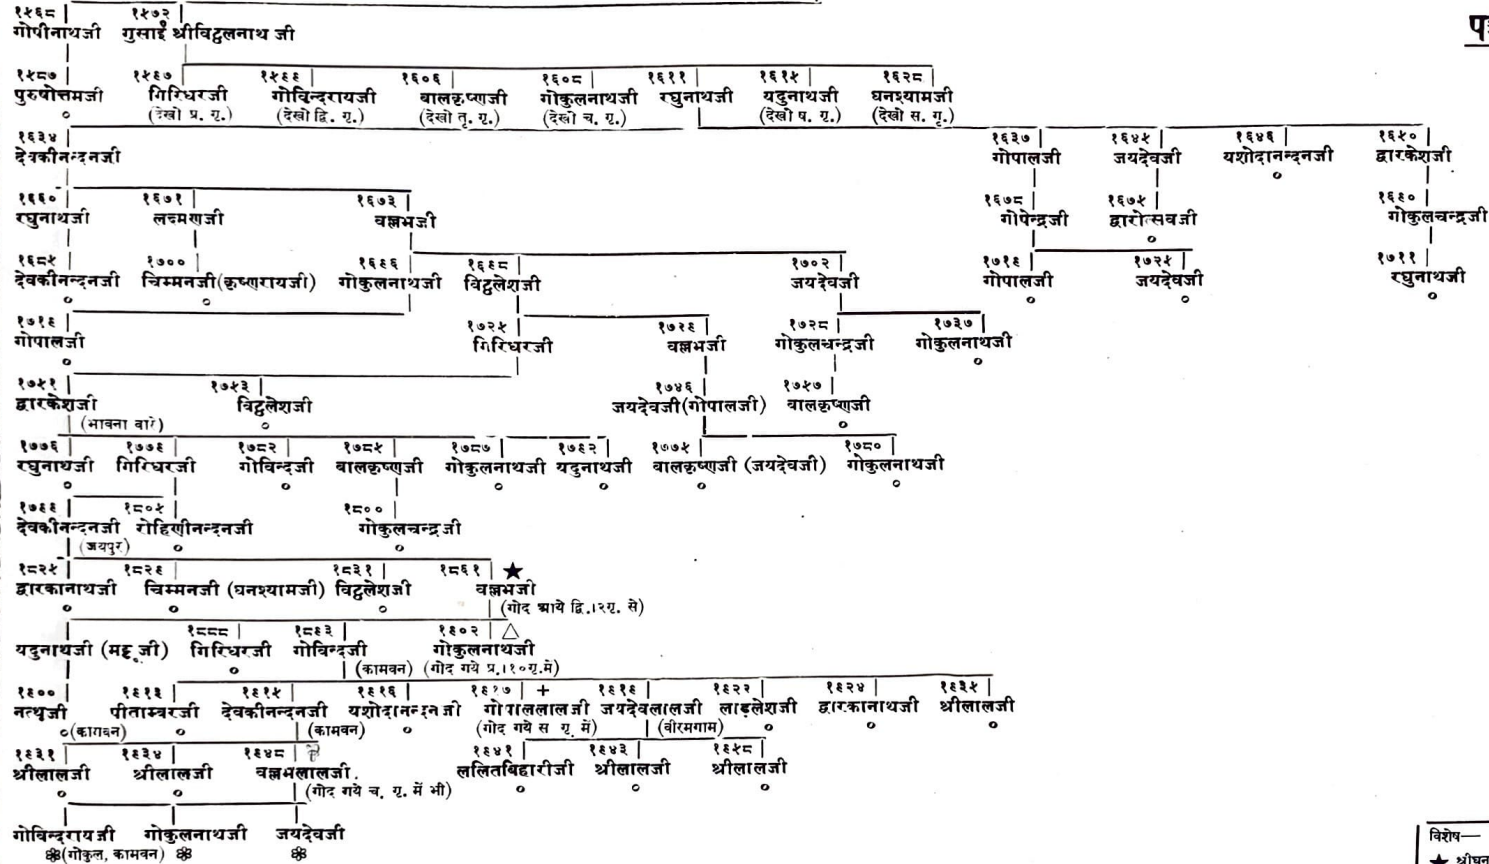 १५६८ १५७२
गोपीनाथजी गुसाईं श्रीविट्ठलनाथ जी
१५८७ १५९७ १५९९ १६०६ १६०८ १६११ १६१५ १६२८
पुरुषोत्तमजी गिरिधरजी गोविन्दरायजी बालकृष्णजी गोकुलनाथजी रघुनाथजी यदुनाथजी घनश्यामजी
(देखो प्र. गृ.) (देखो द्वि. गृ.) (देखो तृ. गृ.) (देखो च. गृ.) (देखो ष. गृ.) (देखो स. गृ.)
१६३४ १६३७ १६४५ १६४६ १६५०
देवकीनन्दनजी गोपालजी जयदेवजी यशोदानन्दनजी द्वारकेशजी
१६६० १६७१ १६७३ १६७८ १६७५ १६९०
रघुनाथजी लक्ष्मणजी वल्लभजी गोपेन्द्रजी द्वारोत्सवजी गोकुलचन्द्रजी
१६८५ १७०० १६९६ १६९८ १७०२ १७१९ १७२५ १७११
देवकीनन्दनजी चिम्मनजी(कृष्णरायजी) गोकुलनाथजी विट्ठलेशजी जयदेवजी गोपालजी जयदेवजी रघुनाथजी
१७१९ १७२५ १७२९ १७२८ १७३७
गोपालजी गिरिधरजी वल्लभजी गोकुलचन्द्रजी गोकुलनाथजी
१७५१ १७५३ १७४६ १७५७
द्वारकेशजी विट्ठलेशजी जयदेवजी(गोपालजी) बालकृष्णजी
(भावना वारे)
१७७६ १७७९ १७८२ १७८५ १७८७ १७९२ १७७५ १७८०
रघुनाथजी गिरिधरजी गोविन्दजी बालकृष्णजी गोकुलनाथजी यदुनाथजी बालकृष्णजी (जयदेवजी) गोकुलनाथजी
१७९९ १८०५ १८००
देवकीनन्दनजी रोहिणीनन्दनजी गोकुलचन्द्रजी
(जयपुर)
१८२५ १८२९ १८३१ १८६१ ★
द्वारकानाथजी चिम्मनजी (घनश्यामजी) विट्ठलेशजी वल्लभजी
(गोद आये द्वि.।२गृ. से)
१८८८ १८९३ १९०२ △
यदुनाथजी (मट्टूजी) गिरिधरजी गोविन्दजी गोकुलनाथजी
(कामवन) (गोद गये प्र.।१०गृ.में)
१९०० १९१३ १९१५ १९१६ १९१७ + १९१९ १९२२ १९२४ १९३५
नत्थूजी पीताम्बरजी देवकीनन्दनजी यशोदानन्दनजी गोपाललालजी जयदेवलालजी लाड़लेशजी द्वारकानाथजी श्रीलालजी
(कामवन) (कामवन) (गोद गये स गृ. में) (वीरमगाम)
१९३१ १९३४ १९४८ १९४१ १९४३ १९५८
श्रीलालजी श्रीलालजी वल्लभलालजी. ललितबिहारीजी श्रीलालजी श्रीलालजी
(गोद गये च. गृ. में भी)
गोविन्दरायजी गोकुलनाथजी जयदेवजी
(गोकुल, कामवन)
विशेष—